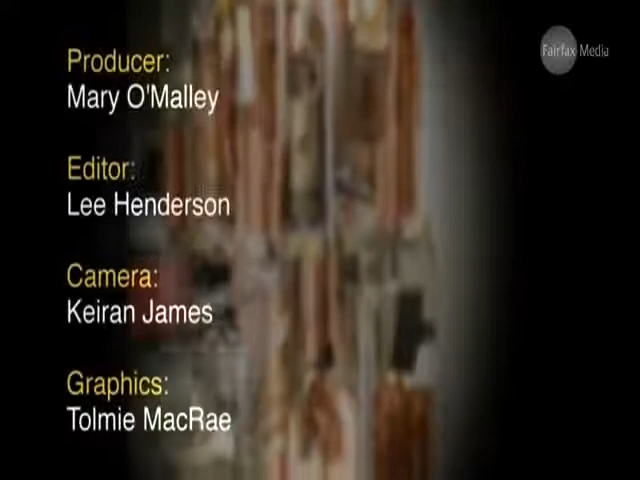 Fairfax Media
Producer:
Mary O'Malley
Editor:
Lee Henderson
Camera:
Keiran James
Graphics:
Tolmie MacRae